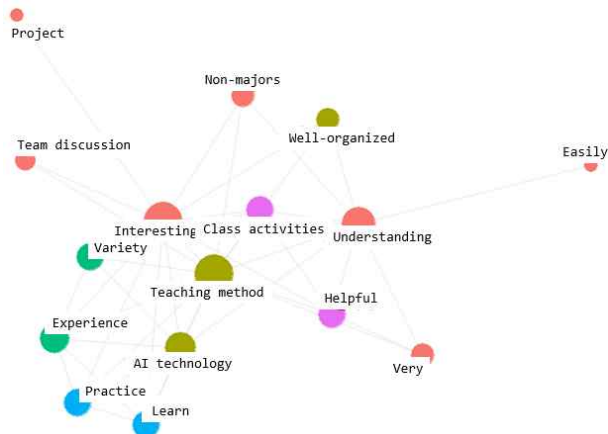 Project
Non-majors
Well-organized
Team discussion
Easily
Interesting
Class activities
Understanding
Variety
Teaching method
Helpful
Experience
AI technology
Very
Practice
Learn